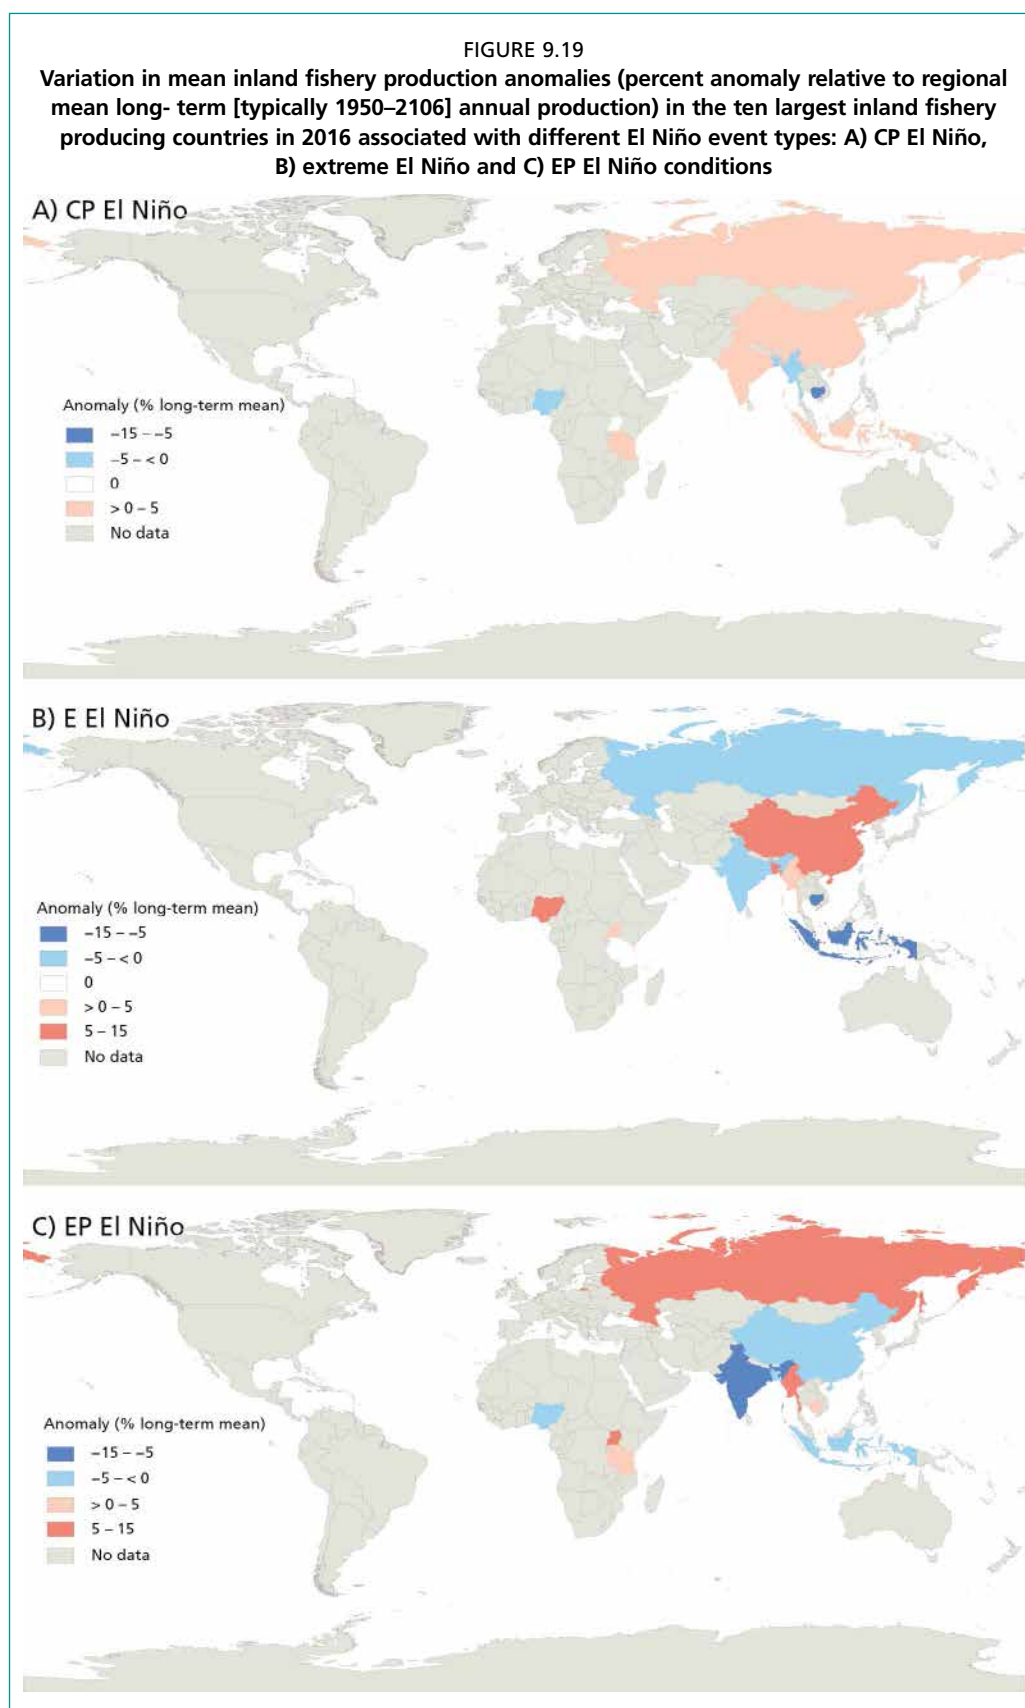 FIGURE 9.19
Variation in mean inland fishery production anomalies (percent anomaly relative to regional
mean long- term [typically 1950–2106] annual production) in the ten largest inland fishery
producing countries in 2016 associated with different El Niño event types: A) CP El Niño,
B) extreme El Niño and C) EP El Niño conditions
A) CP El Niño
Anomaly (% long-term mean)
−15 – −5
−5 – < 0
0
> 0 – 5
No data
B) E El Niño
Anomaly (% long-term mean)
−15 – −5
−5 – < 0
0
> 0 – 5
5 – 15
No data
C) EP El Niño
Anomaly (% long-term mean)
−15 – −5
−5 – < 0
> 0 – 5
5 – 15
No data